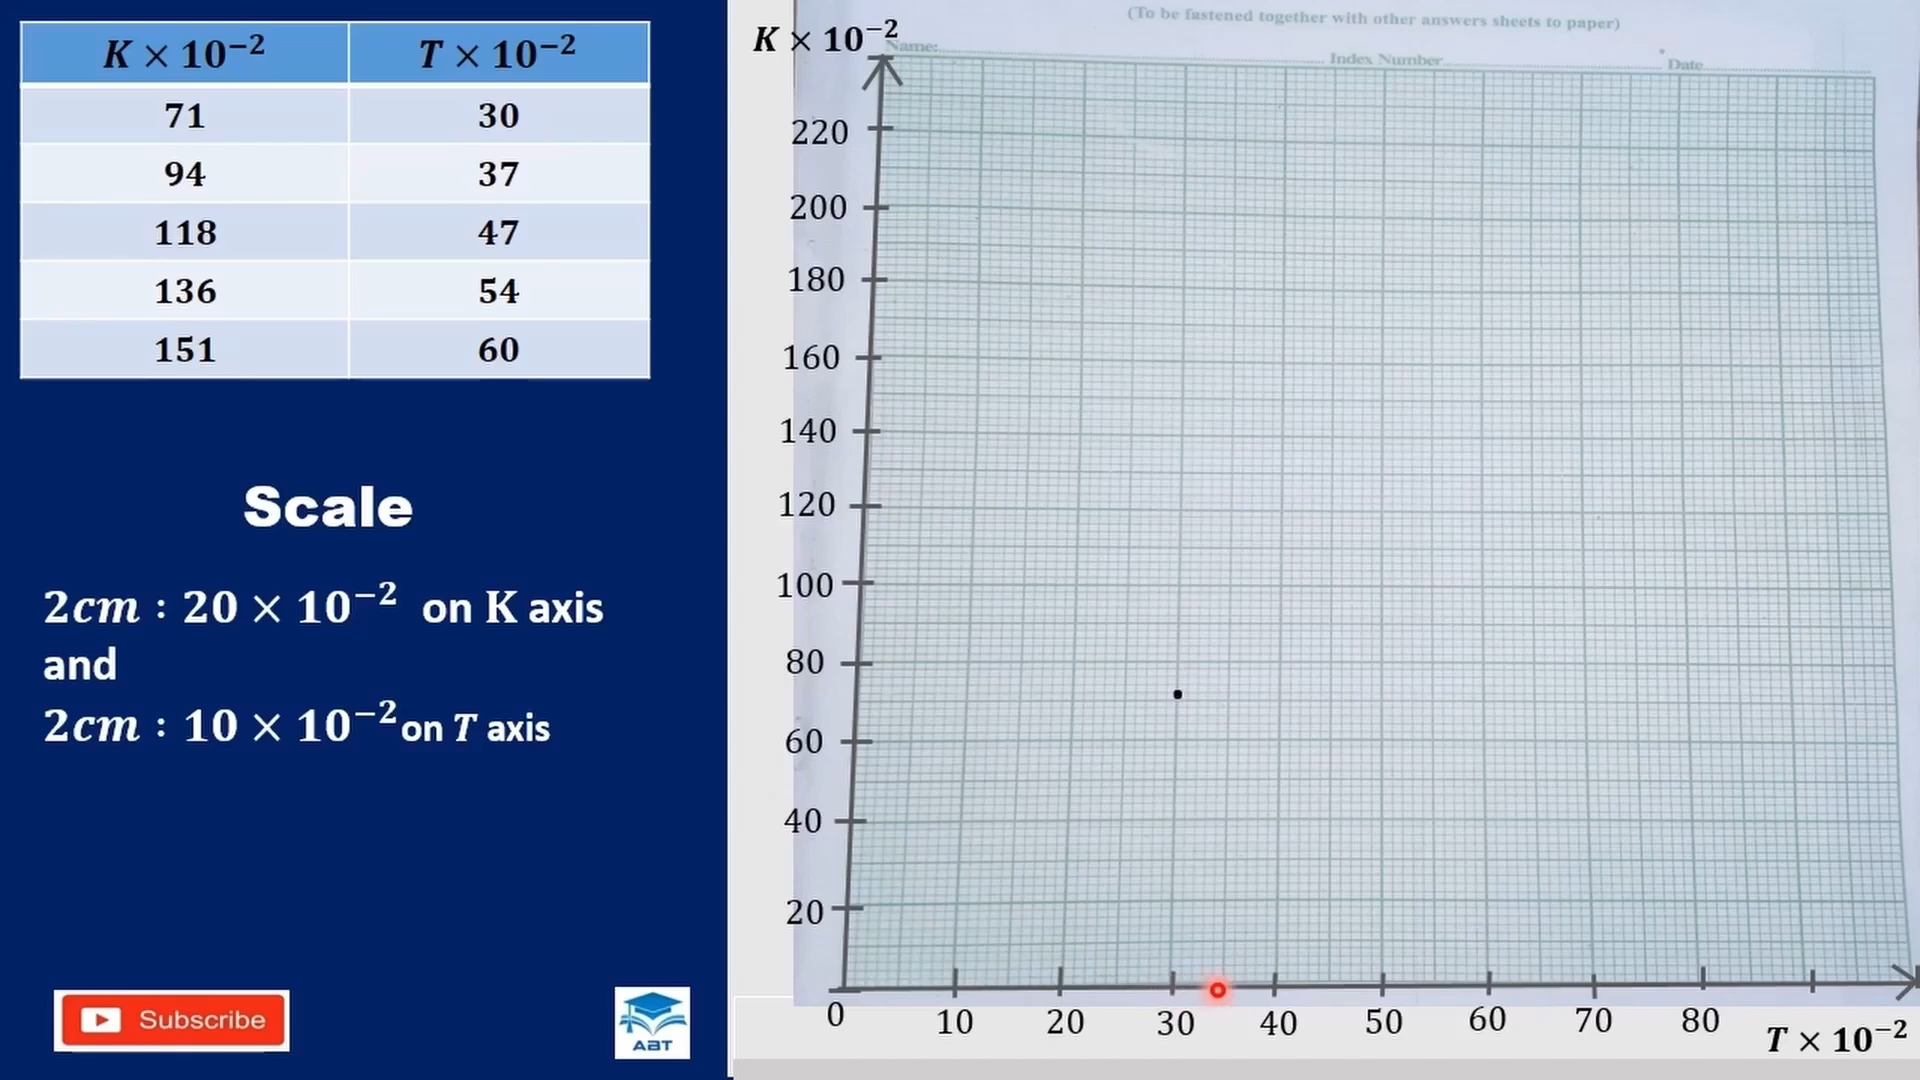 K × 10⁻² T × 10⁻²
71 30
94 37
118 47
136 54
151 60
Scale
2cm : 20 × 10⁻² on K axis
and
2cm : 10 × 10⁻² on T axis
Subscribe
ABT
(To be fastened together with other answers sheets to paper)
K × 10⁻²
Name: Index Number Date
220
200
180
160
140
120
100
80
60
40
20
0 10 20 30 40 50 60 70 80
T × 10⁻²